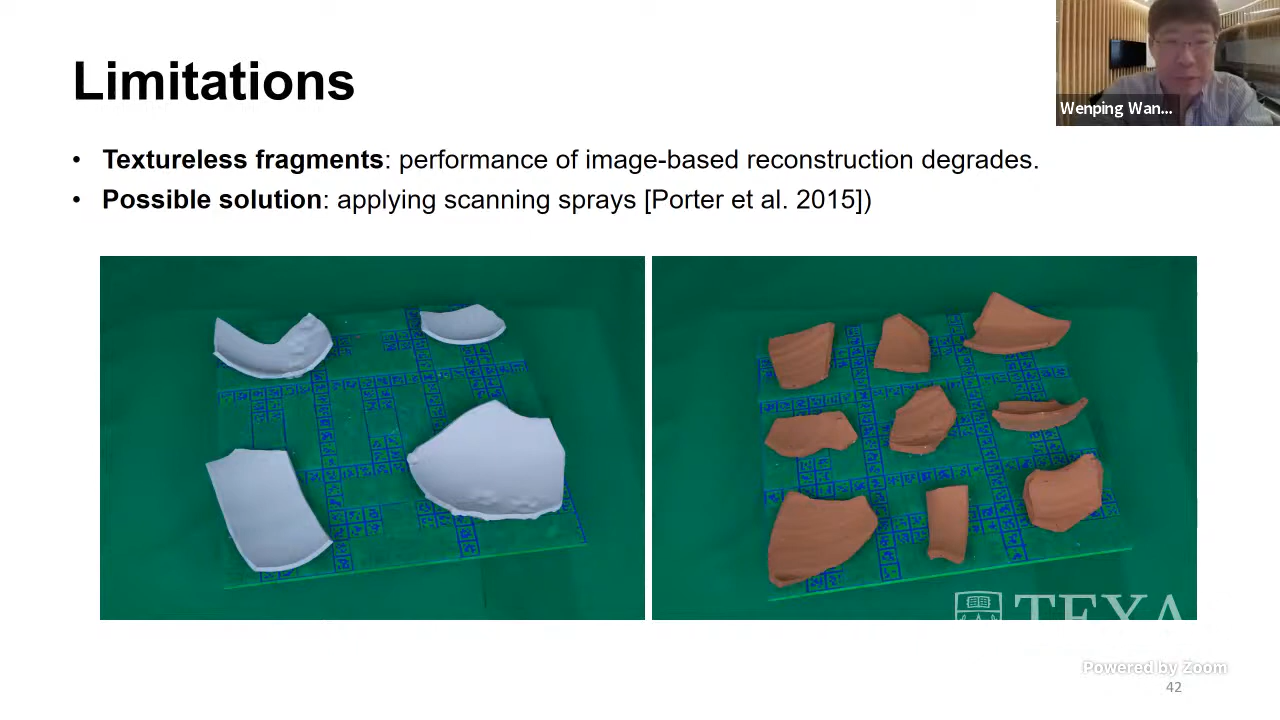 Limitations
Wenping Wan...
• Textureless fragments: performance of image-based reconstruction degrades.
• Possible solution: applying scanning sprays [Porter et al. 2015])
TEXA
Powered by Zoom
42